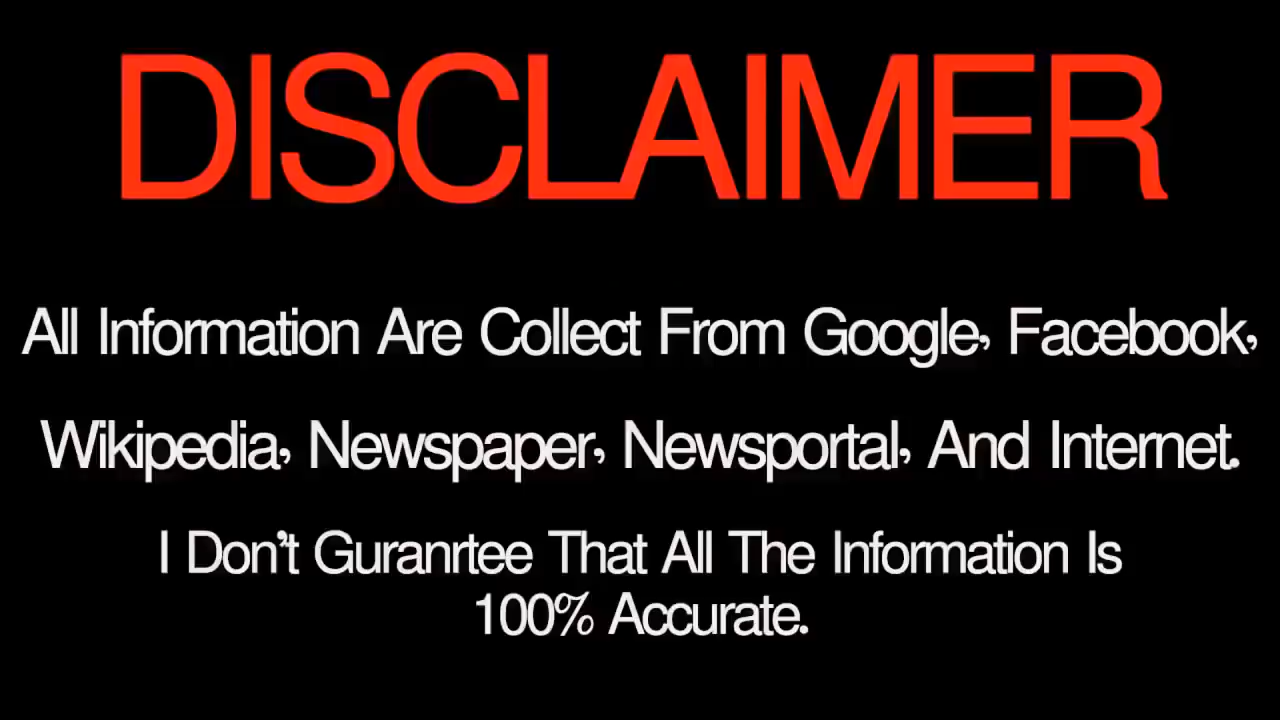 DISCLAIMER
All Information Are Collect From Google, Facebook,
Wikipedia, Newspaper, Newsportal, And Internet.
I Don't Guranrtee That All The Information Is
100% Accurate.